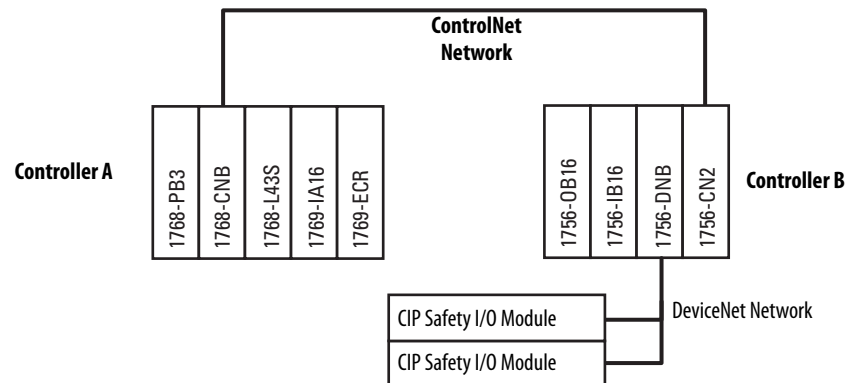 ControlNet
Network
Controller A
1768-PB3
1768-CNB
1768-L43S
1769-IA16
1769-ECR
1756-OB16
1756-IB16
1756-DNB
1756-CN2
Controller B
CIP Safety I/O Module
DeviceNet Network
CIP Safety I/O Module